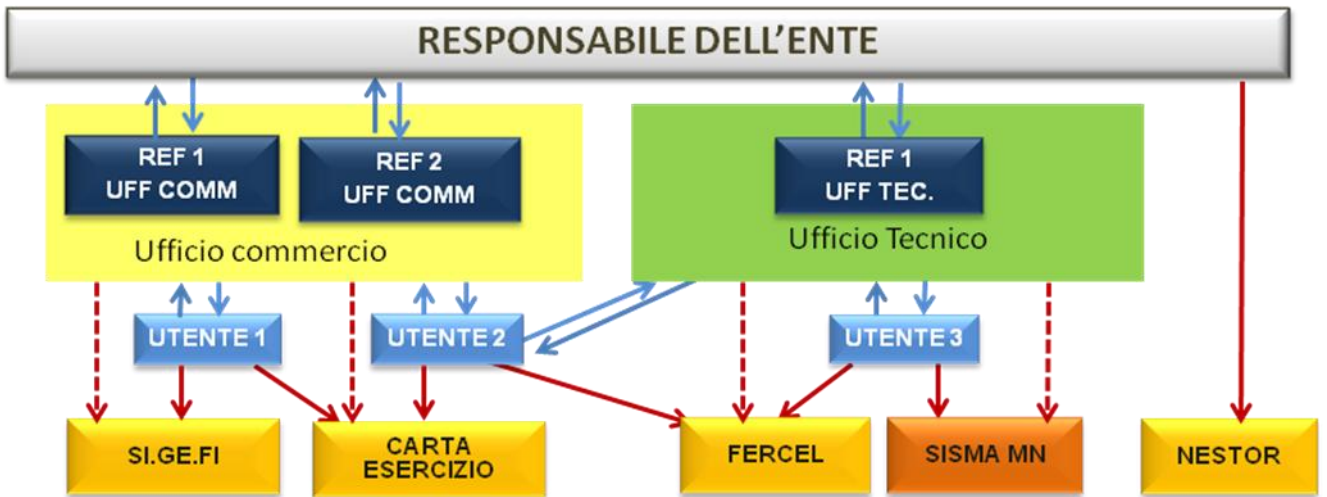 RESPONSABILE DELL'ENTE
REF 1
UFF COMM
REF 2
UFF COMM
REF 1
UFF TEC.
Ufficio commercio
Ufficio Tecnico
UTENTE 1
UTENTE 2
UTENTE 3
SI.GE.FI
CARTA
ESERCIZIO
FERCEL
SISMA MN
NESTOR